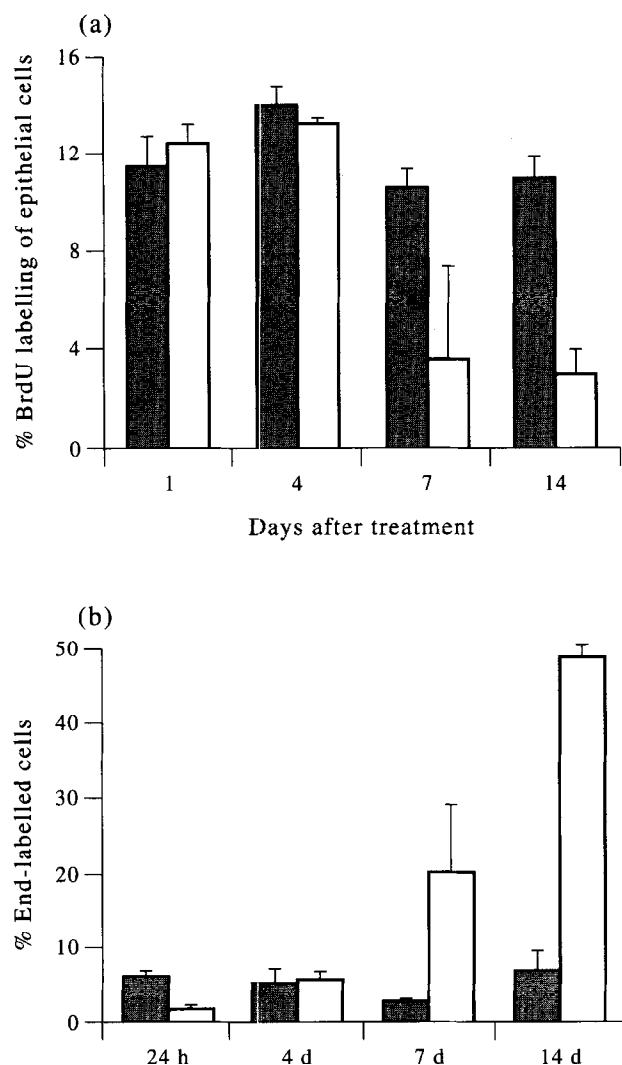 (a)
16
12
8
4
0
% BrdU labelling of epithelial cells
1 4 7 14
Days after treatment
(b)
50
40
30
20
10
0
% End-labelled cells
24 h 4 d 7 d 14 d